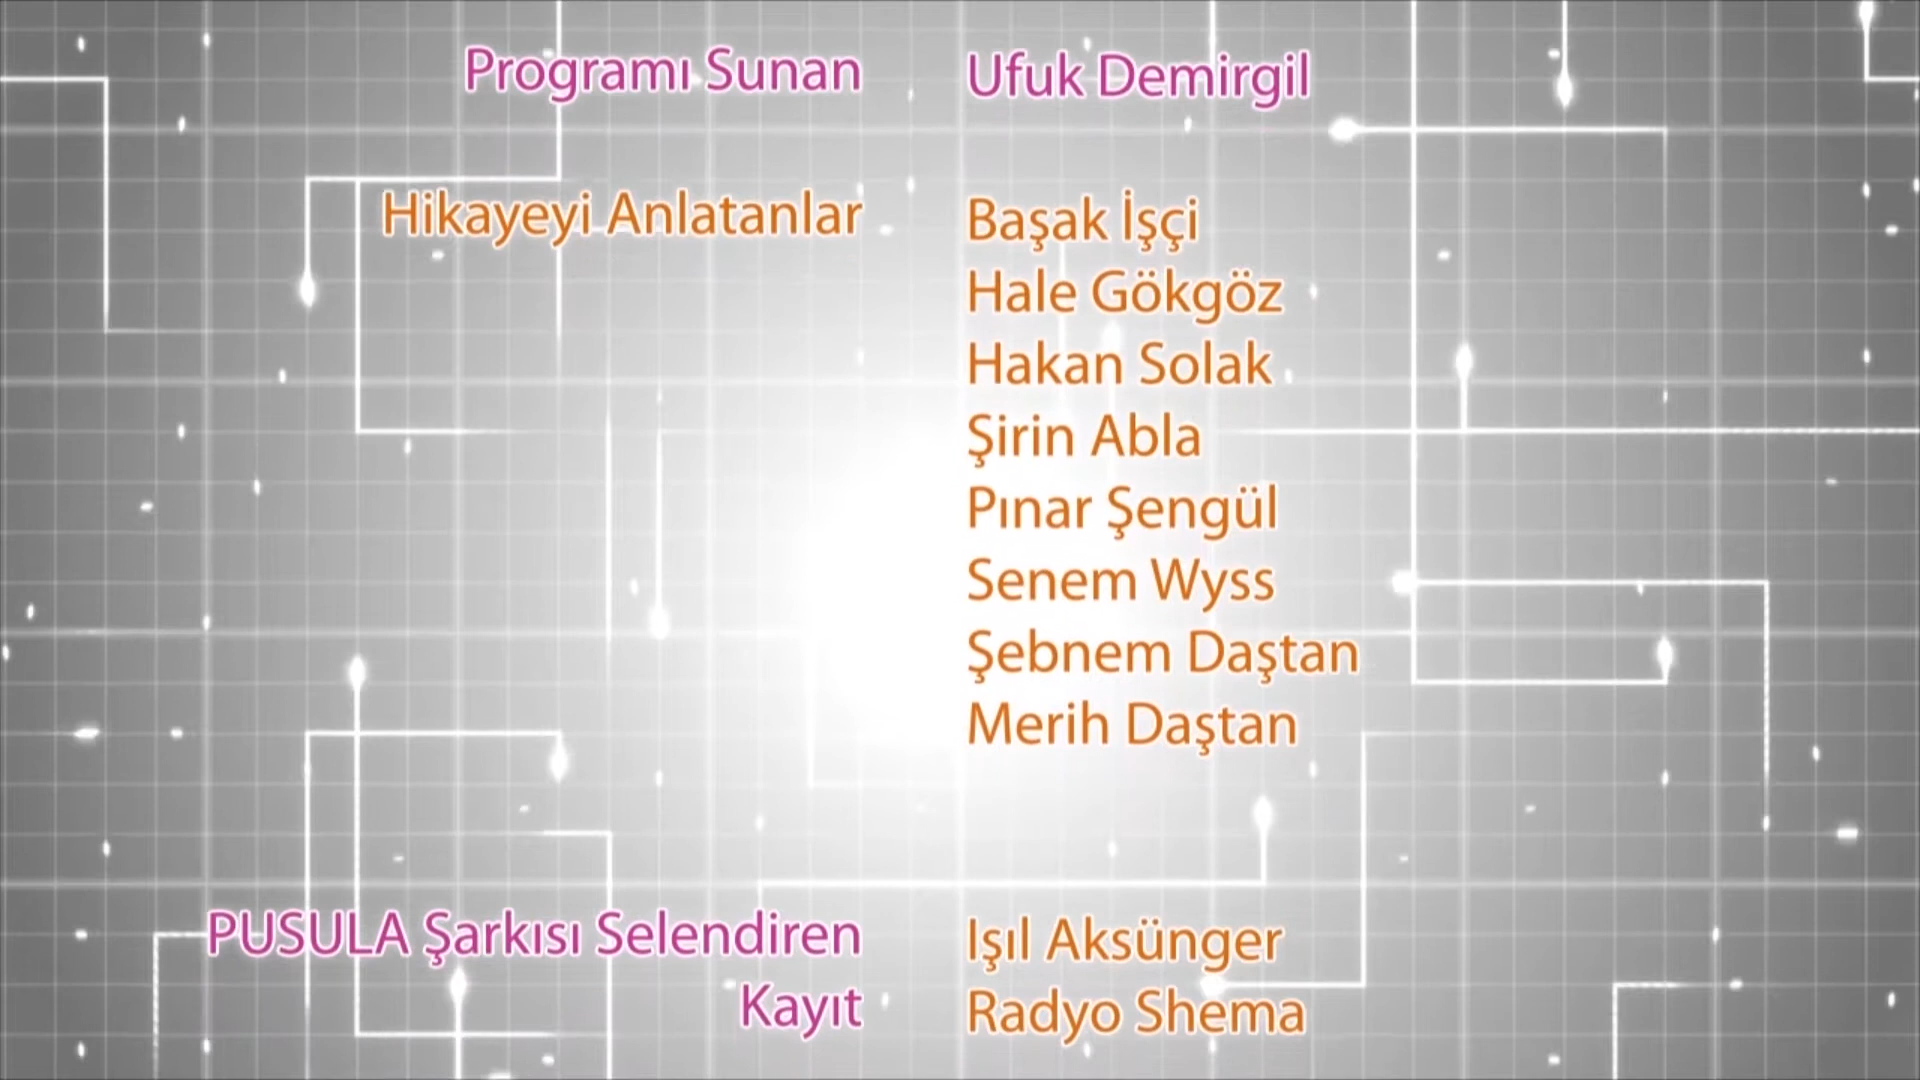 Programı Sunan Ufuk Demirgil
Hikayeyi Anlatanlar Başak İşçi
Hale Gökgöz
Hakan Solak
Şirin Abla
Pınar Şengül
Senem Wyss
Şebnem Daştan
Merih Daştan
PUSULA Şarkısı Selendiren Işıl Aksünger
Kayıt Radyo Shema